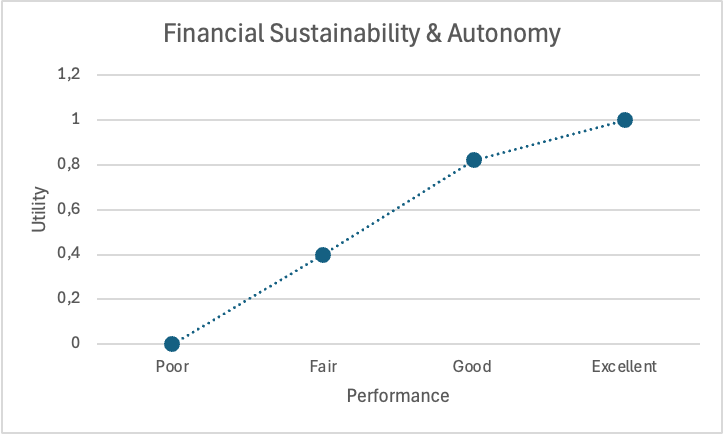 Financial Sustainability & Autonomy
1,2
1
0,8
0,6
0,4
0,2
0
Utility
Poor Fair Good Excellent
Performance